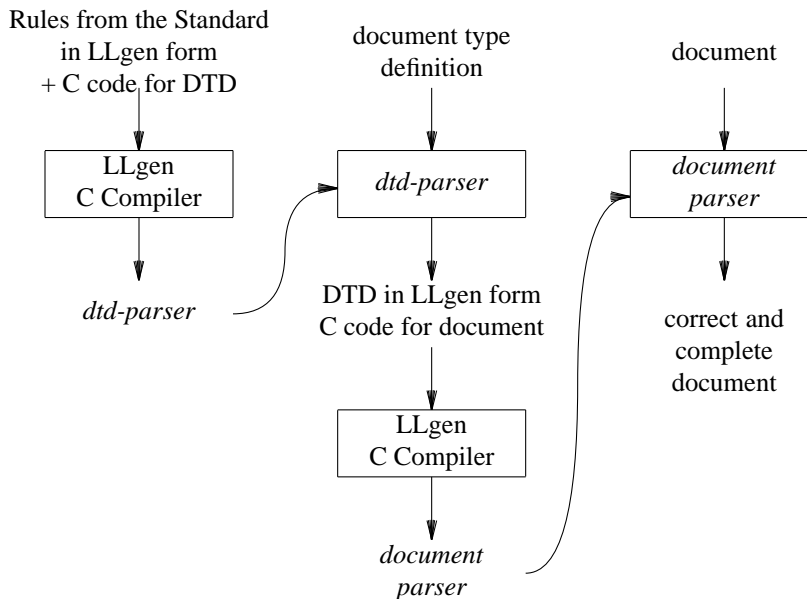 Rules from the Standard
in LLgen form
+ C code for DTD
LLgen
C Compiler
dtd-parser
document type
definition
dtd-parser
DTD in LLgen form
C code for document
LLgen
C Compiler
document
parser
document
document
parser
correct and
complete
document